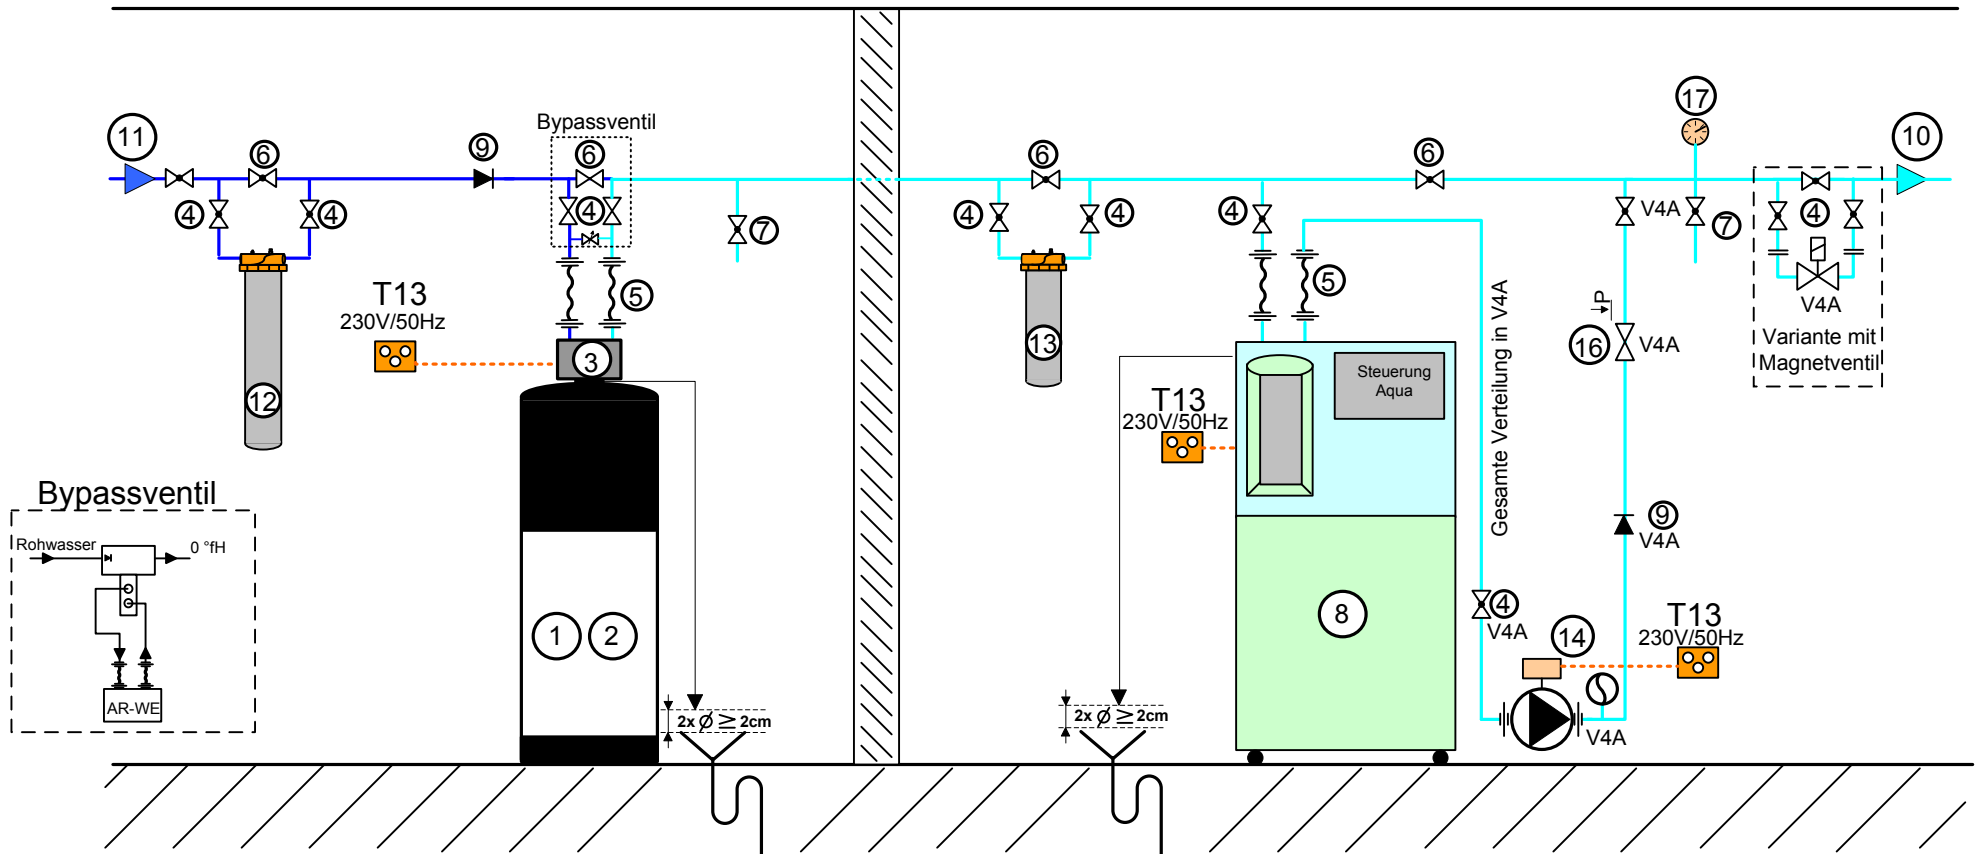 17
11
Bypassventil
10
6
9
6
6
6
4
4
4
4
4
4
V4A
4
7
7
5
5
T13
230V/50Hz
V4A
P
16
V4A
Variante mit
Magnetventil
3
13
Steuerung
Aqua
12
T13
230V/50Hz
Gesamte Verteilung in V4A
Bypassventil
Rohwasser
0 °fH
AR-WE
9
V4A
1
2
8
4
V4A
14
T13
230V/50Hz
2x Ø ≥ 2cm
2x Ø ≥ 2cm
V4A